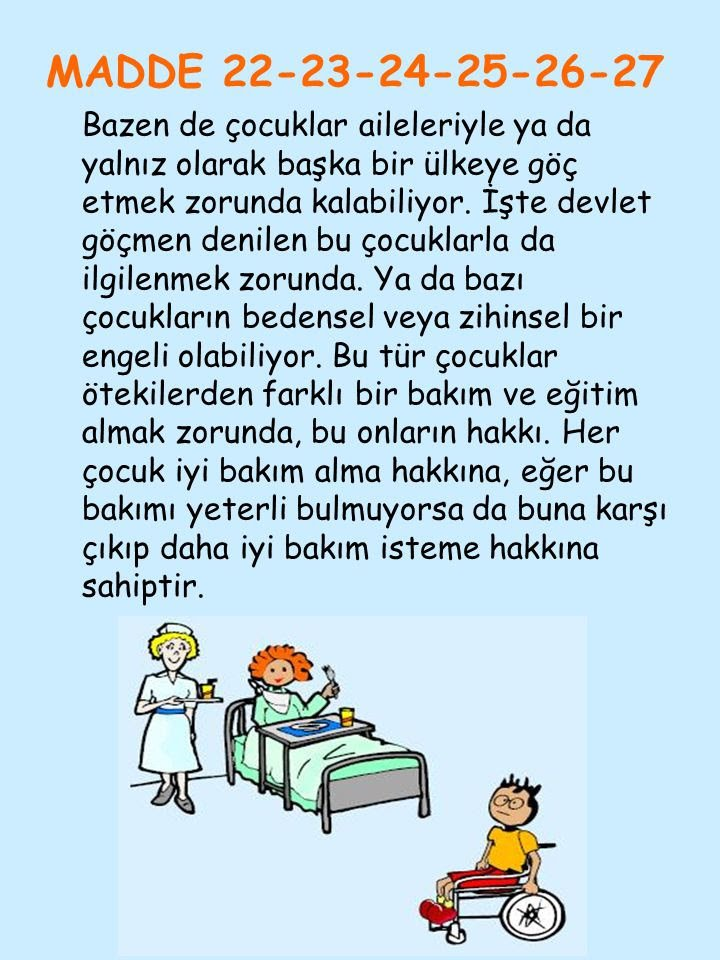 MADDE 22-23-24-25-26-27
Bazen de çocuklar aileleriyle ya da
yalnız olarak başka bir ülkeye göç
etmek zorunda kalabiliyor. İşte devlet
göçmen denilen bu çocuklarla da
ilgilenmek zorunda. Ya da bazı
çocukların bedensel veya zihinsel bir
engeli olabiliyor. Bu tür çocuklar
ötekilerden farklı bir bakım ve eğitim
almak zorunda, bu onların hakkı. Her
çocuk iyi bakım alma hakkına, eğer bu
bakımı yeterli bulmuyorsa da buna karşı
çıkıp daha iyi bakım isteme hakkına
sahiptir.